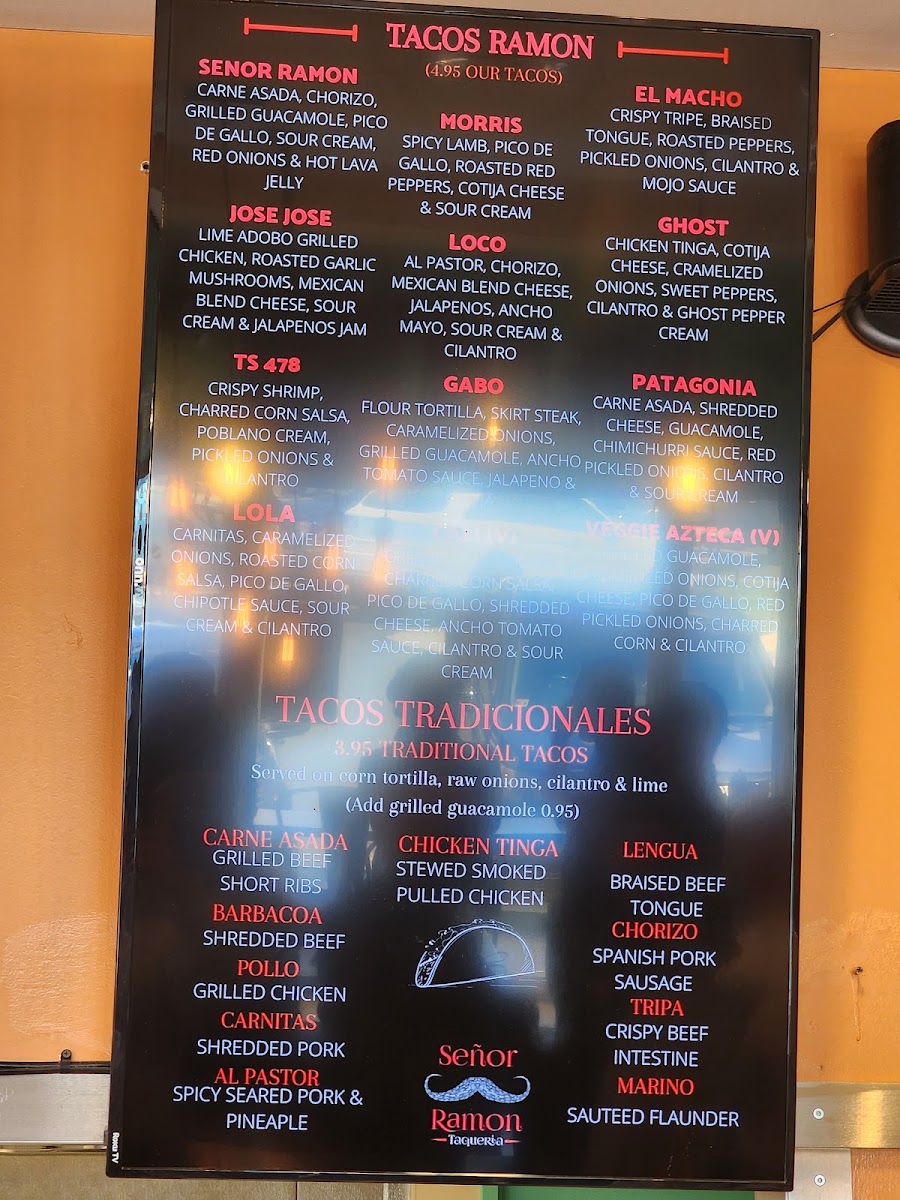 TACOS RAMON
(4.95 OUR TACOS)
SENOR RAMON
CARNE ASADA, CHORIZO,
GRILLED GUACAMOLE, PICO
DE GALLO, SOUR CREAM,
RED ONIONS & HOT LAVA
JELLY
JOSE JOSE
LIME ADOBO GRILLED
CHICKEN, ROASTED GARLIC
MUSHROOMS, MEXICAN
BLEND CHEESE, SOUR
CREAM & JALAPENOS JAM
TS 478
CRISPY SHRIMP,
CHARRED CORN SALSA,
POBLANO CREAM,
PICKLED ONIONS &
CILANTRO
LOLA
CARNITAS, CARAMELIZED
ONIONS, ROASTED CORN
SALSA, PICO DE GALLO,
CHIPOTLE SAUCE, SOUR
CREAM & CILANTRO
MORRIS
SPICY LAMB, PICO DE
GALLO, ROASTED RED
PEPPERS, COTIJA CHEESE
& SOUR CREAM
LOCO
AL PASTOR, CHORIZO,
MEXICAN BLEND CHEESE,
JALAPENOS, ANCHO
MAYO, SOUR CREAM &
CILANTRO
GABO
FLOUR TORTILLA, SKIRT STEAK,
CARAMELIZED ONIONS,
GRILLED GUACAMOLE, ANCHO
TOMATO SAUCE, JALAPENO &
(V)
CHARRED CORN SALSA,
PICO DE GALLO, SHREDDED
CHEESE, ANCHO TOMATO
SAUCE, CILANTRO & SOUR
CREAM
EL MACHO
CRISPY TRIPE, BRAISED
TONGUE, ROASTED PEPPERS,
PICKLED ONIONS, CILANTRO &
MOJO SAUCE
GHOST
CHICKEN TINGA, COTIJA
CHEESE, CRAMELIZED
ONIONS, SWEET PEPPERS,
CILANTRO & GHOST PEPPER
CREAM
PATAGONIA
CARNE ASADA, SHREDDED
CHEESE, GUACAMOLE,
CHIMICHURRI SAUCE, RED
PICKLED ONIONS, CILANTRO
& SOUR CREAM
VEGGIE AZTECA (V)
GUACAMOLE,
ONIONS, COTIJA
CHEESE, PICO DE GALLO, RED
PICKLED ONIONS, CHARRED
CORN & CILANTRO
TACOS TRADICIONALES
3.95 TRADITIONAL TACOS
Served on corn tortilla, raw onions, cilantro & lime
(Add grilled guacamole 0.95)
CARNE ASADA
GRILLED BEEF
SHORT RIBS
BARBACOA
SHREDDED BEEF
POLLO
GRILLED CHICKEN
CARNITAS
SHREDDED PORK
AL PASTOR
SPICY SEARED PORK &
PINEAPLE
CHICKEN TINGA
STEWED SMOKED
PULLED CHICKEN
Señor
Ramon
Taqueria
LENGUA
BRAISED BEEF
TONGUE
CHORIZO
SPANISH PORK
SAUSAGE
TRIPA
CRISPY BEEF
INTESTINE
MARINO
SAUTEED FLAUNDER
onn.
Roku TV